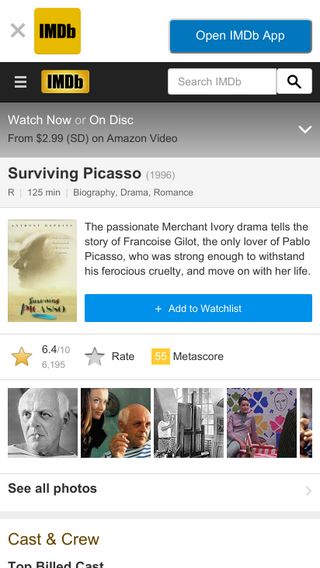 IMDb
Open IMDb App
IMDb
Search IMDb
Watch Now or On Disc
From $2.99 (SD) on Amazon Video
Surviving Picasso (1996)
R | 125 min | Biography, Drama, Romance
ANTHONY HOPKINS
Surviving
PICASSO
The passionate Merchant Ivory drama tells the
story of Francoise Gilot, the only lover of Pablo
Picasso, who was strong enough to withstand
his ferocious cruelty, and move on with her life.
+ Add to Watchlist
6.4/10
6,195
Rate
55 Metascore
See all photos
Cast & Crew
Top Billed Cast